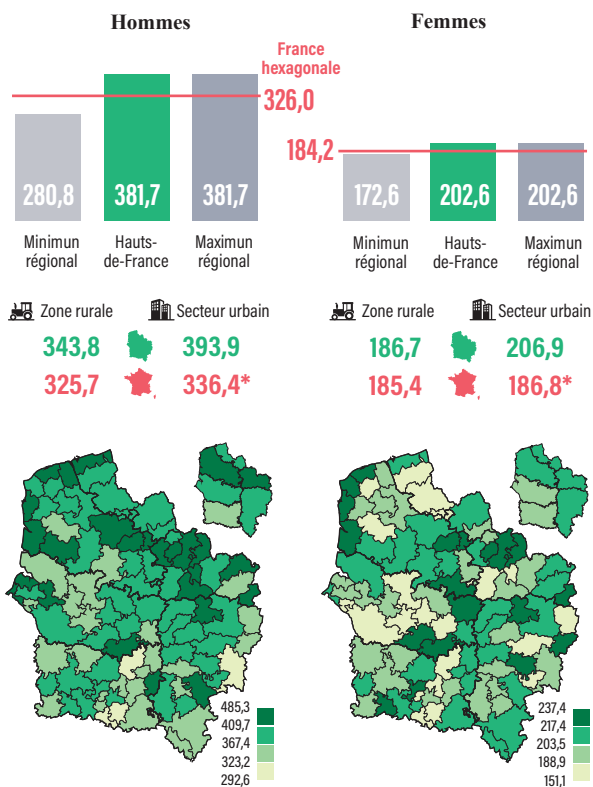 Hommes
France
hexagonale
326,0
280,8
381,7
381,7
Minimun
régional
Hauts-
de-France
Maximun
régional
Zone rurale
Secteur urbain
343,8
393,9
325,7
336,4*
485,3
409,7
367,4
323,2
292,6
Femmes
184,2
172,6
202,6
202,6
Minimun
régional
Hauts-
de-France
Maximun
régional
Zone rurale
Secteur urbain
186,7
206,9
185,4
186,8*
237,4
217,4
203,5
188,9
151,1